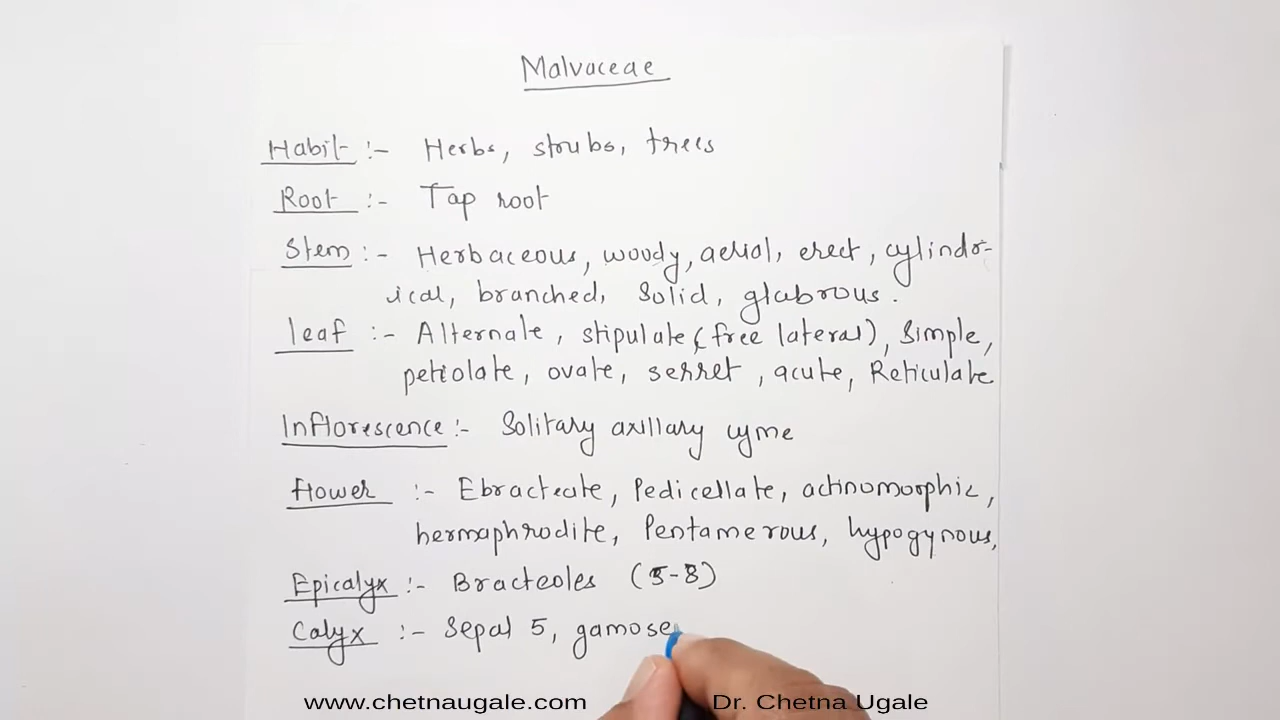 Malvaceae
Habit :- Herbs, strubs, trees
Root :- Tap root
Stem :- Herbaceous, woody, aerial, erect, cylindr-
ical, branched, Solid, glabrous.
leaf :- Alternate, stipulate (free lateral), Simple,
petiolate, ovate, serret, acute, Reticulate
Inflorescence :- Solitary axillary cyme
flower :- Ebracteate, Pedicellate, actinomorphic,
hermaphrodite, Pentamerous, hypogynous,
Epicalyx :- Bracteoles (5-8)
Calyx :- Sepal 5, gamose
www.chetnaugale.com Dr. Chetna Ugale